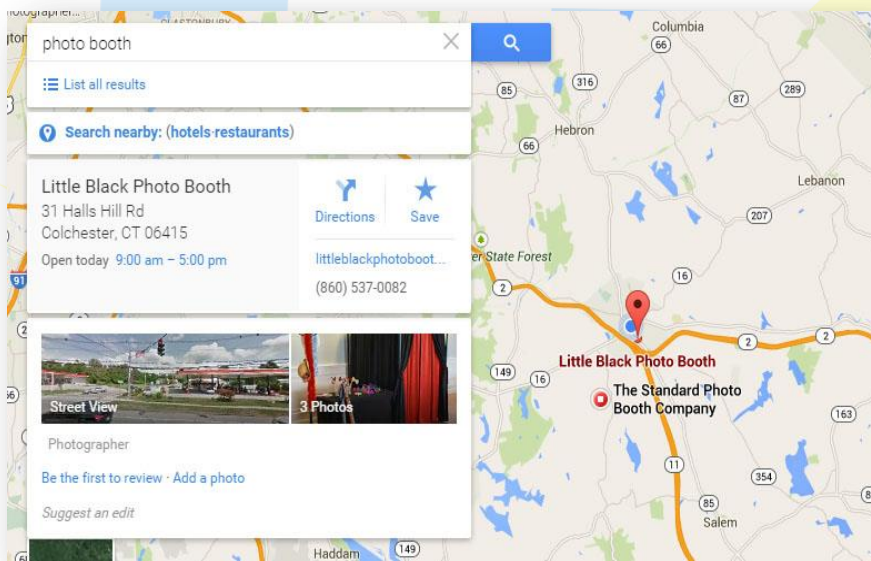 photo booth
List all results
Search nearby: (hotels-restaurants)
Little Black Photo Booth
31 Halls Hill Rd
Colchester, CT 06415
Open today 9:00 am – 5:00 pm
Directions
Save
littleblackphotoboot...
(860) 537-0082
Street View
3 Photos
Photographer
Be the first to review · Add a photo
Suggest an edit
GLASTONBURY
Columbia
66
316
85
289
87
Hebron
66
Lebanon
207
er State Forest
91
16
2
2
2
Little Black Photo Booth
149
16
The Standard Photo
Booth Company
163
11
354
85
Salem
Haddam
149